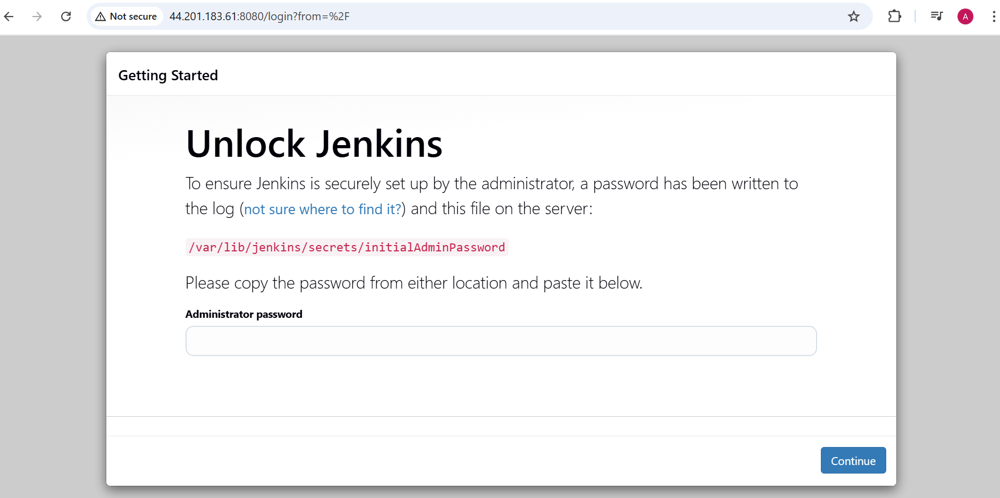 Not secure 44.201.183.61:8080/login?from=%2F
A
Getting Started
Unlock Jenkins
To ensure Jenkins is securely set up by the administrator, a password has been written to
the log (not sure where to find it?) and this file on the server:
/var/lib/jenkins/secrets/initialAdminPassword
Please copy the password from either location and paste it below.
Administrator password
Continue